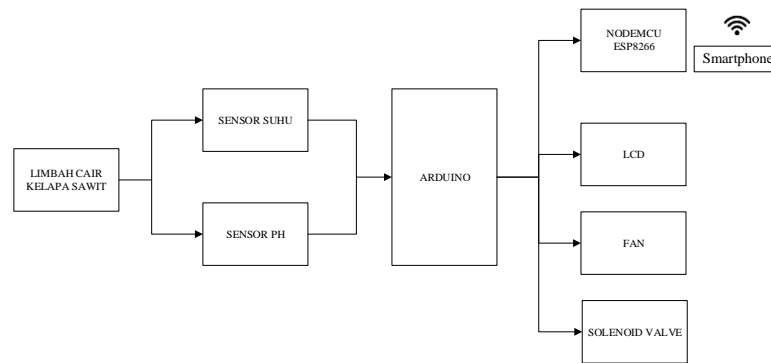 NODEMCU
ESP8266
Smartphone
SENSOR SUHU
LIMBAH CAIR
KELAPA SAWIT
ARDUINO
LCD
SENSOR PH
FAN
SOLENOID VALVE